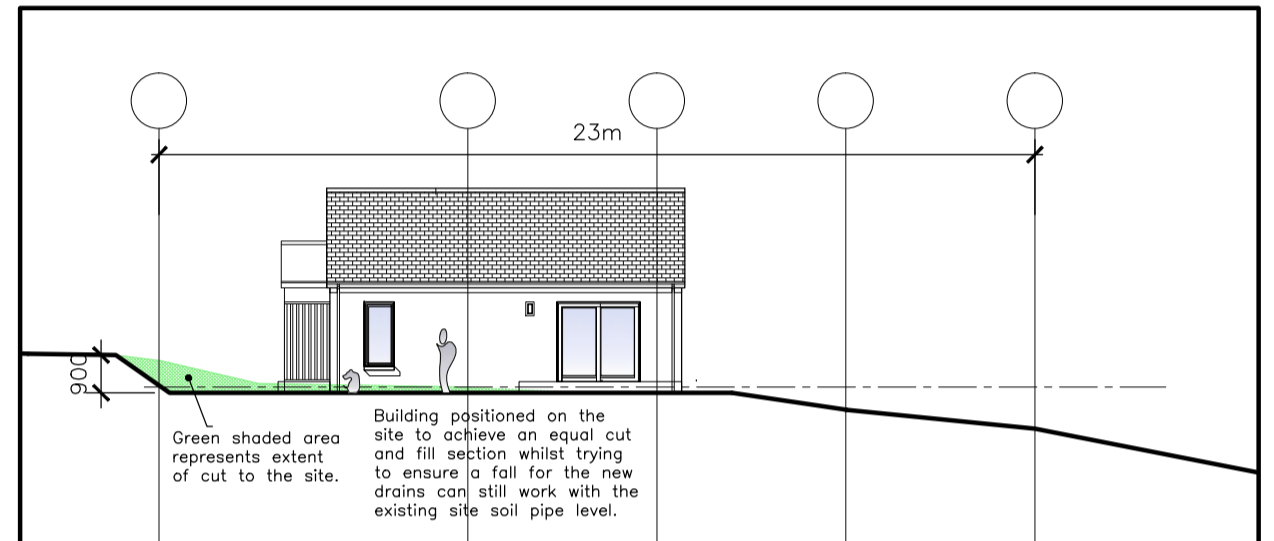 23m
900
Green shaded area
represents extent
of cut to the site.
Building positioned on the
site to achieve an equal cut
and fill section whilst trying
to ensure a fall for the new
drains can still work with the
existing site soil pipe level.